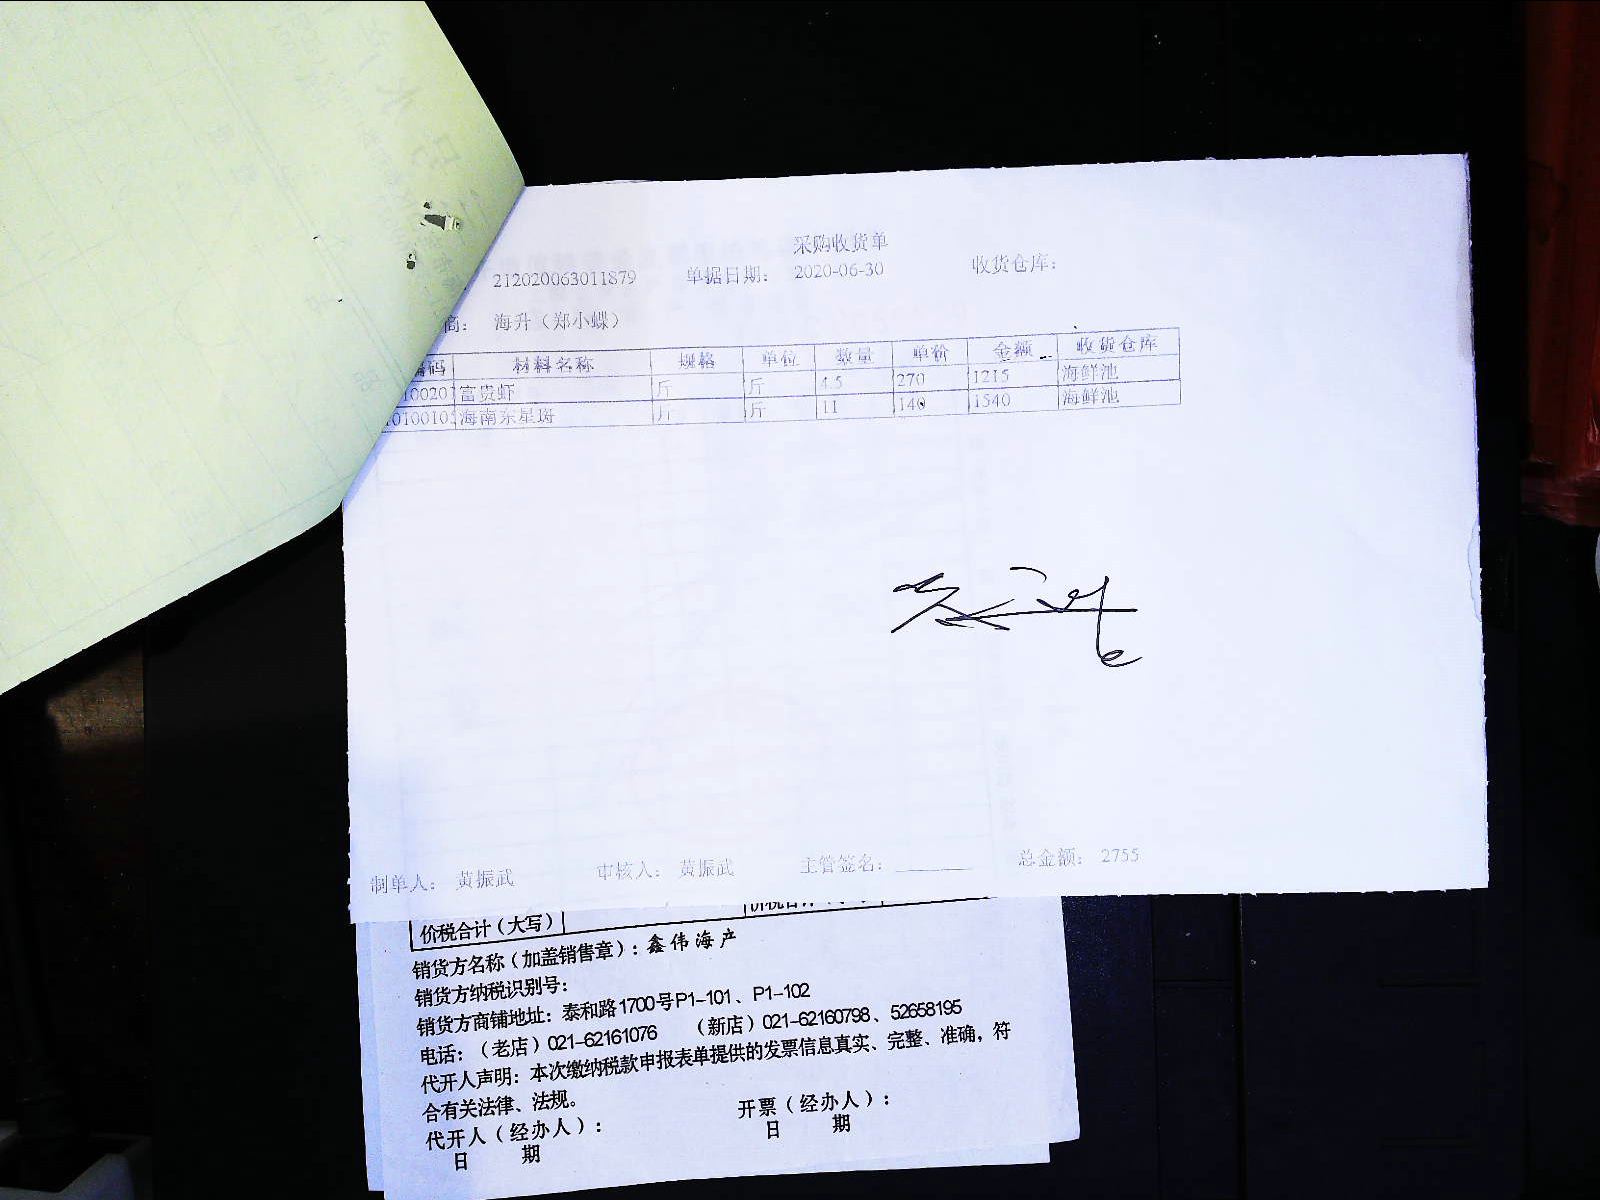 采购收货单
212020063011879 单据日期: 2020-06-30 收货仓库:
商: 海升（郑小蝶）
编码 材料名称 规格 单位 数量 单价 金额 收货仓库
10020 富贵虾 斤 斤 4.5 270 1215 海鲜池
010010 海南东星斑 斤 斤 11 140 1540 海鲜池
制单人: 黄振武 审核人: 黄振武 主管签名: 总金额: 2755
价税合计（大写）
销货方名称（加盖销售章）: 鑫伟海产
销货方纳税识别号:
销货方商铺地址: 泰和路1700号P1-101、P1-102
电话:（老店）021-62161076 （新店）021-62160798、52658195
代开人声明: 本次缴纳税款申报表单提供的发票信息真实、完整、准确，符
合有关法律、法规。
代开人（经办人）: 开票（经办人）:
日 期 日 期